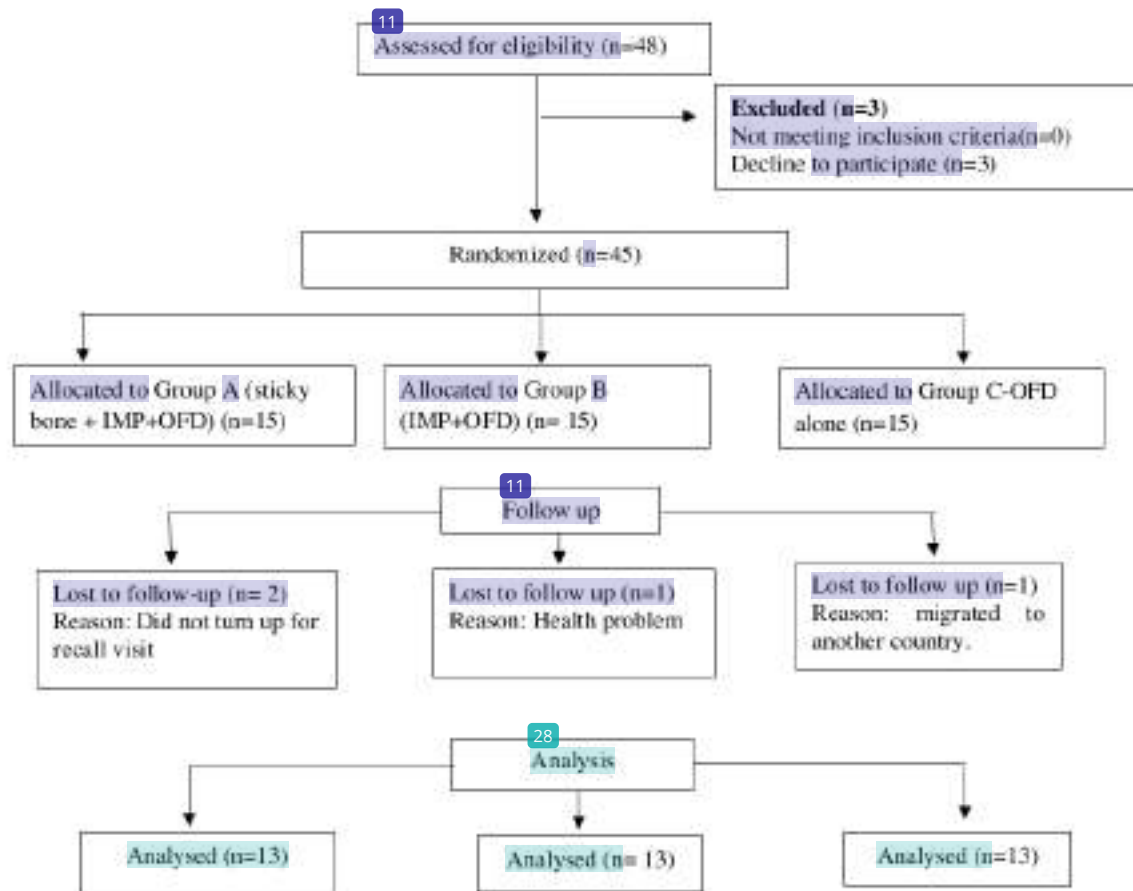 11
Assessed for eligibility (n=48)
Excluded (n=3)
Not meeting inclusion criteria(n=0)
Decline to participate (n=3)
Randomized (n=45)
Allocated to Group A (sticky
bone + IMP+OFD) (n=15)
Allocated to Group B
(IMP+OFD) (n= 15)
Allocated to Group C-OFD
alone (n=15)
11
Follow up
Lost to follow-up (n= 2)
Reason: Did not turn up for
recall visit
Lost to follow up (n=1)
Reason: Health problem
Lost to follow up (n=1)
Reason: migrated to
another country.
28
Analysis
Analysed (n=13)
Analysed (n= 13)
Analysed (n=13)